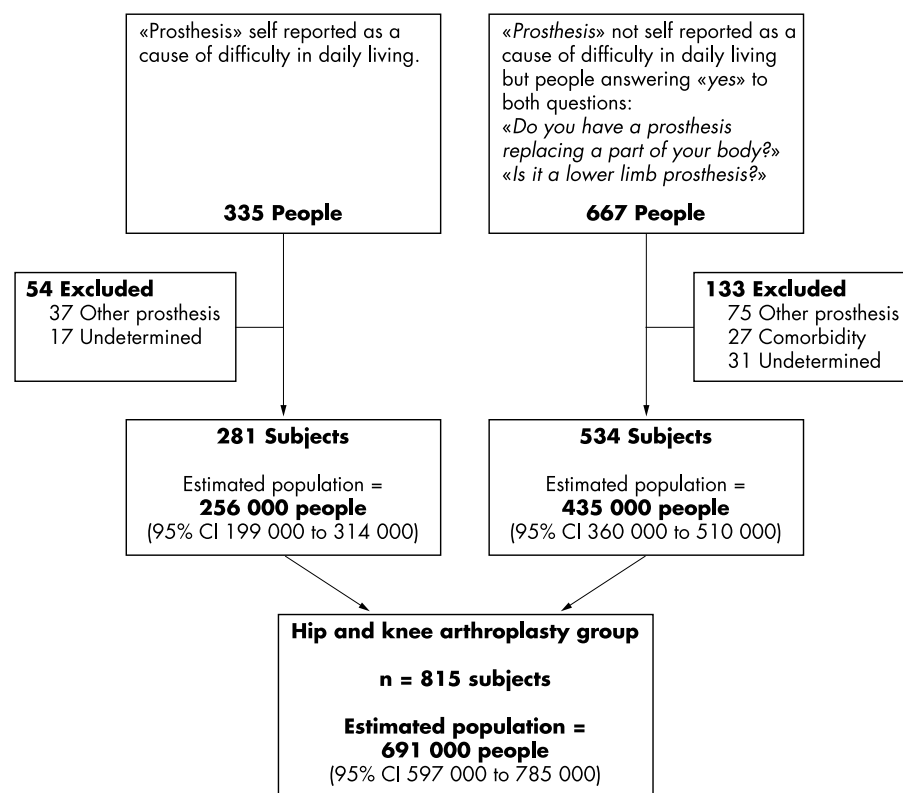 «Prosthesis» self reported as a
cause of difficulty in daily living.
335 People
«Prosthesis» not self reported as a
cause of difficulty in daily living
but people answering «yes» to
both questions:
«Do you have a prosthesis
replacing a part of your body?»
«Is it a lower limb prosthesis?»
667 People
54 Excluded
37 Other prosthesis
17 Undetermined
133 Excluded
75 Other prosthesis
27 Comorbidity
31 Undetermined
281 Subjects
Estimated population =
256 000 people
(95% CI 199 000 to 314 000)
534 Subjects
Estimated population =
435 000 people
(95% CI 360 000 to 510 000)
Hip and knee arthroplasty group
n = 815 subjects
Estimated population =
691 000 people
(95% CI 597 000 to 785 000)